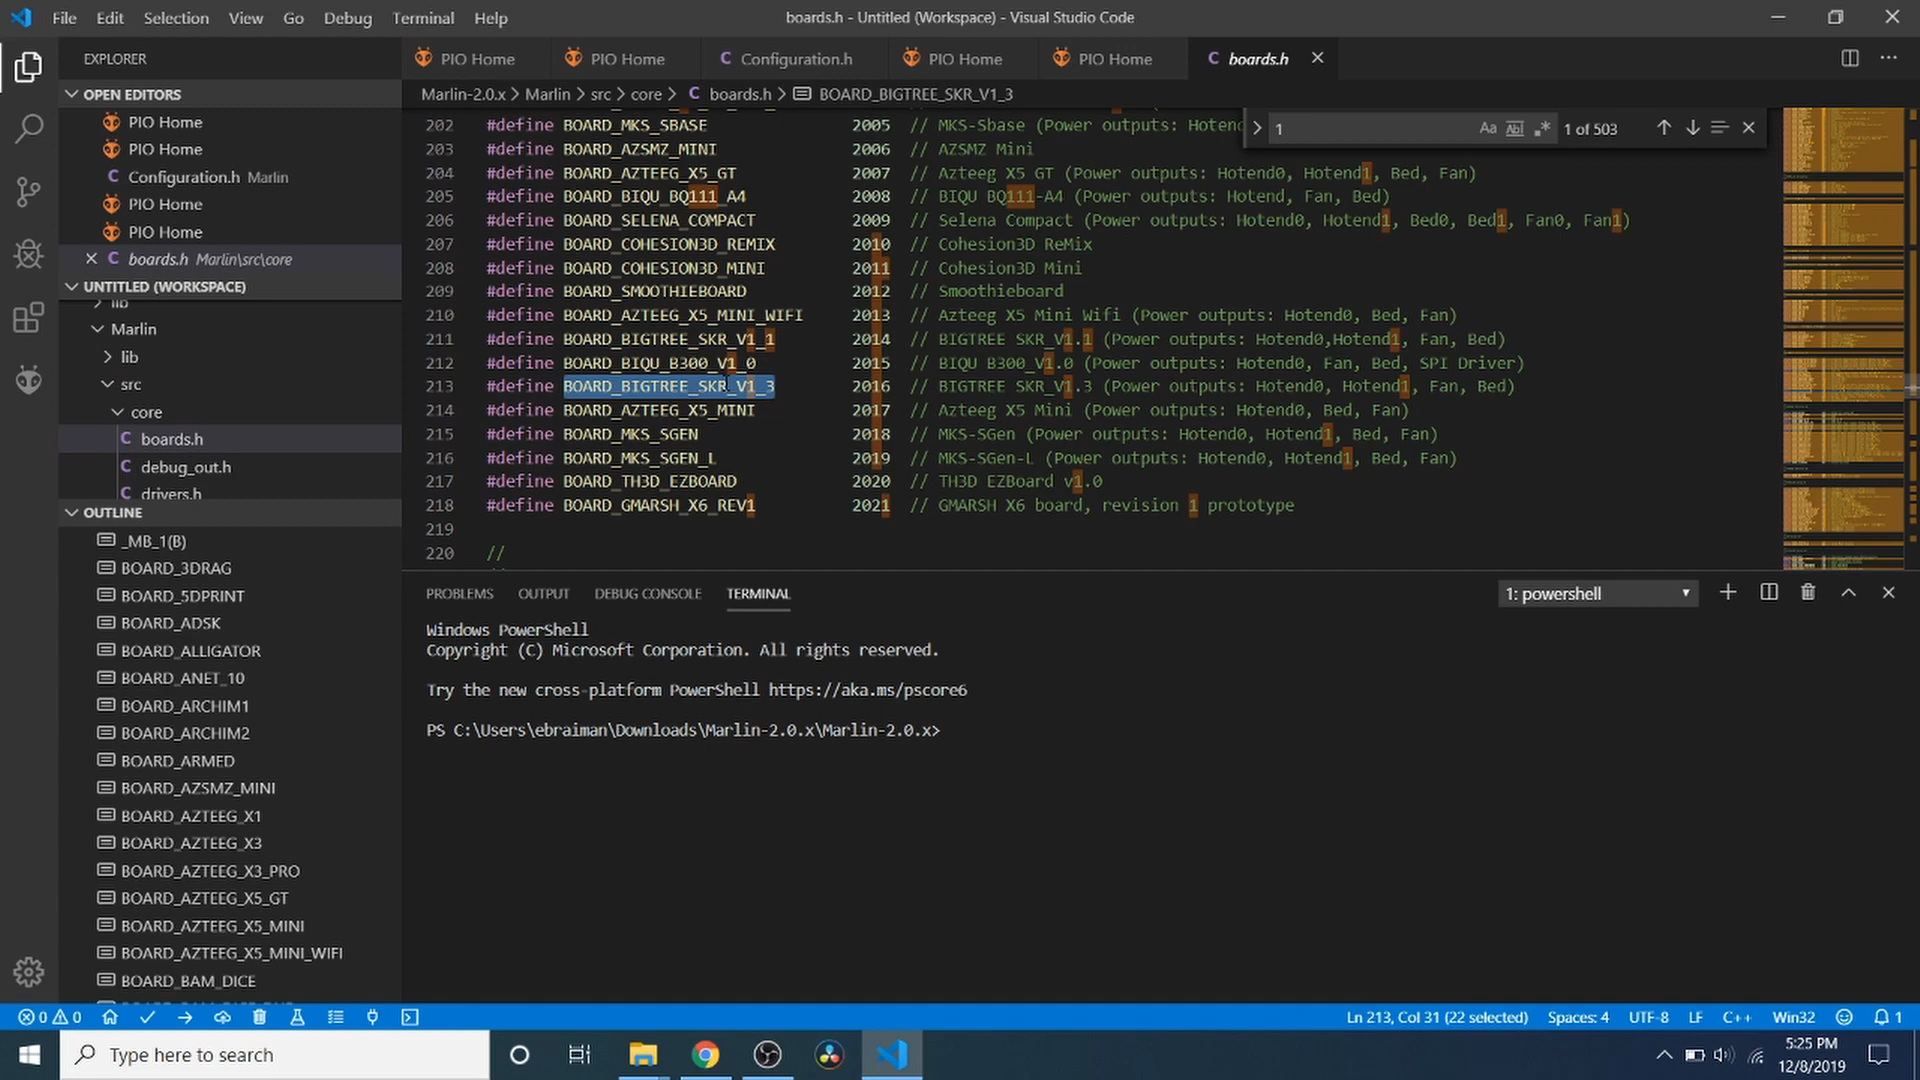 File Edit Selection View Go Debug Terminal Help
boards.h - Untitled (Workspace) - Visual Studio Code
EXPLORER
PIO Home
PIO Home
C Configuration.h
PIO Home
PIO Home
C boards.h
OPEN EDITORS
PIO Home
PIO Home
C Configuration.h Marlin
PIO Home
PIO Home
C boards.h Marlin\src\core
UNTITLED (WORKSPACE)
lib
Marlin
lib
src
core
C boards.h
C debug_out.h
C drivers.h
OUTLINE
_MB_1(B)
BOARD_3DRAG
BOARD_5DPRINT
BOARD_ADSK
BOARD_ALLIGATOR
BOARD_ANET_10
BOARD_ARCHIM1
BOARD_ARCHIM2
BOARD_ARMED
BOARD_AZSMZ_MINI
BOARD_AZTEEG_X1
BOARD_AZTEEG_X3
BOARD_AZTEEG_X3_PRO
BOARD_AZTEEG_X5_GT
BOARD_AZTEEG_X5_MINI
BOARD_AZTEEG_X5_MINI_WIFI
BOARD_BAM_DICE
Marlin-2.0.x > Marlin > src > core > C boards.h > BOARD_BIGTREE_SKR_V1_3
1 Aa Abl .* 1 of 503
202 #define BOARD_MKS_SBASE 2005 // MKS-Sbase (Power outputs: Hotend
203 #define BOARD_AZSMZ_MINI 2006 // AZSMZ Mini
204 #define BOARD_AZTEEG_X5_GT 2007 // Azteeg X5 GT (Power outputs: Hotend0, Hotend1, Bed, Fan)
205 #define BOARD_BIQU_BQ111_A4 2008 // BIQU BQ111-A4 (Power outputs: Hotend, Fan, Bed)
206 #define BOARD_SELENA_COMPACT 2009 // Selena Compact (Power outputs: Hotend0, Hotend1, Bed0, Bed1, Fan0, Fan1)
207 #define BOARD_COHESION3D_REMIX 2010 // Cohesion3D ReMix
208 #define BOARD_COHESION3D_MINI 2011 // Cohesion3D Mini
209 #define BOARD_SMOOTHIEBOARD 2012 // Smoothieboard
210 #define BOARD_AZTEEG_X5_MINI_WIFI 2013 // Azteeg X5 Mini Wifi (Power outputs: Hotend0, Bed, Fan)
211 #define BOARD_BIGTREE_SKR_V1_1 2014 // BIGTREE SKR_V1.1 (Power outputs: Hotend0,Hotend1, Fan, Bed)
212 #define BOARD_BIQU_B300_V1_0 2015 // BIQU B300_V1.0 (Power outputs: Hotend0, Fan, Bed, SPI Driver)
213 #define BOARD_BIGTREE_SKR_V1_3 2016 // BIGTREE SKR_V1.3 (Power outputs: Hotend0, Hotend1, Fan, Bed)
214 #define BOARD_AZTEEG_X5_MINI 2017 // Azteeg X5 Mini (Power outputs: Hotend0, Bed, Fan)
215 #define BOARD_MKS_SGEN 2018 // MKS-SGen (Power outputs: Hotend0, Hotend1, Bed, Fan)
216 #define BOARD_MKS_SGEN_L 2019 // MKS-SGen-L (Power outputs: Hotend0, Hotend1, Bed, Fan)
217 #define BOARD_TH3D_EZBOARD 2020 // TH3D EZBoard v1.0
218 #define BOARD_GMARSH_X6_REV1 2021 // GMARSH X6 board, revision 1 prototype
219
220 //
PROBLEMS OUTPUT DEBUG CONSOLE TERMINAL
1: powershell
Windows PowerShell
Copyright (C) Microsoft Corporation. All rights reserved.
Try the new cross-platform PowerShell https://aka.ms/pscore6
PS C:\Users\ebraiman\Downloads\Marlin-2.0.x\Marlin-2.0.x>
0 0
Ln 213, Col 31 (22 selected) Spaces: 4 UTF-8 LF C++ Win32 1
Type here to search
5:25 PM
12/8/2019